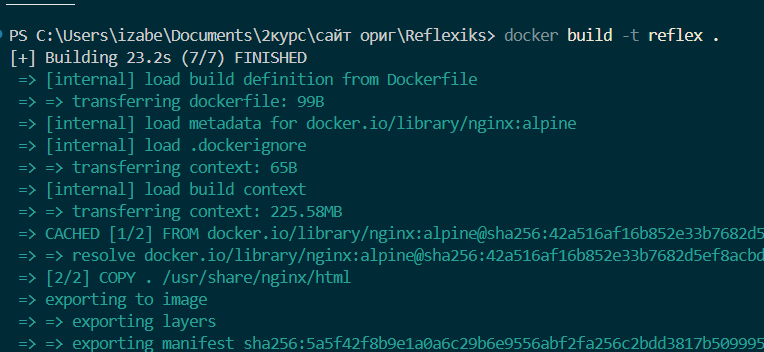 PS C:\Users\izabe\Documents\2курс\сайт ориг\Reflexiks> docker build -t reflex .
[+] Building 23.2s (7/7) FINISHED
=> [internal] load build definition from Dockerfile
=> => transferring dockerfile: 99B
=> [internal] load metadata for docker.io/library/nginx:alpine
=> [internal] load .dockerignore
=> => transferring context: 65B
=> [internal] load build context
=> => transferring context: 225.58MB
=> CACHED [1/2] FROM docker.io/library/nginx:alpine@sha256:42a516af16b852e33b7682d5
=> => resolve docker.io/library/nginx:alpine@sha256:42a516af16b852e33b7682d5ef8acbd
=> [2/2] COPY . /usr/share/nginx/html
=> exporting to image
=> => exporting layers
=> => exporting manifest sha256:5a5f42f8b9e1a0a6c29b6e9556abf2fa256c2bdd3817b509995